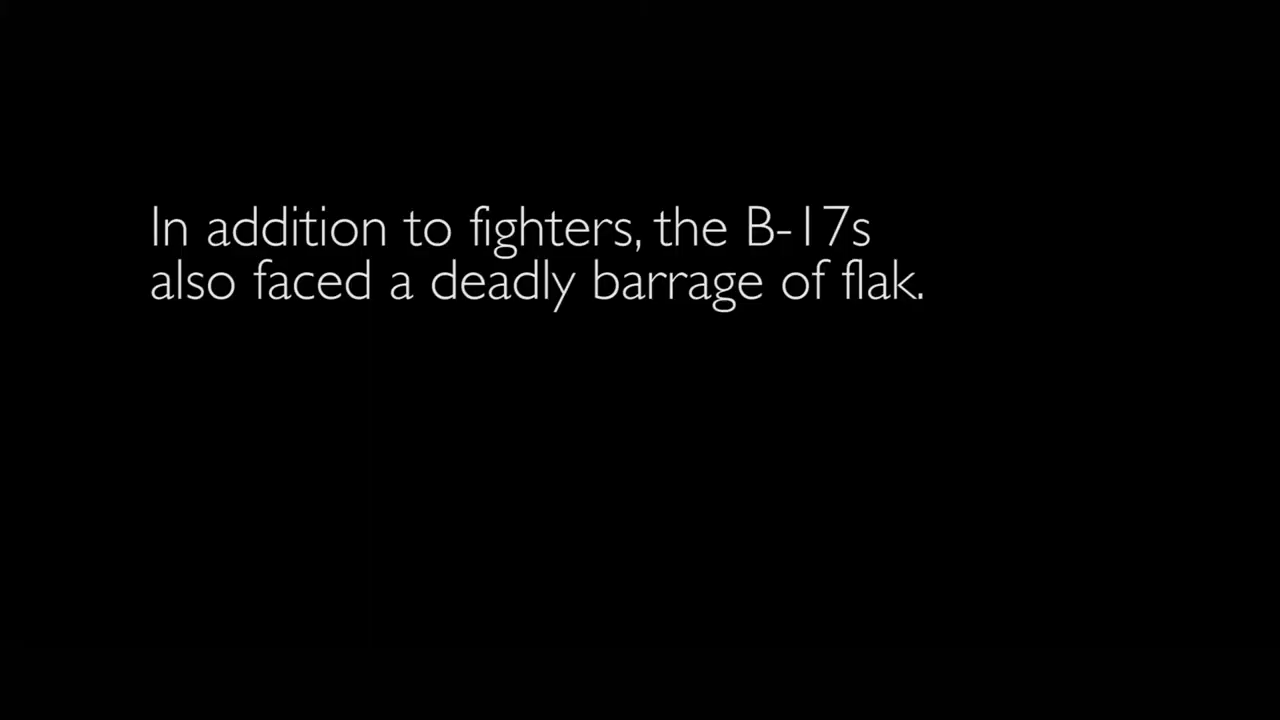 In addition to fighters, the B-17s
also faced a deadly barrage of flak.